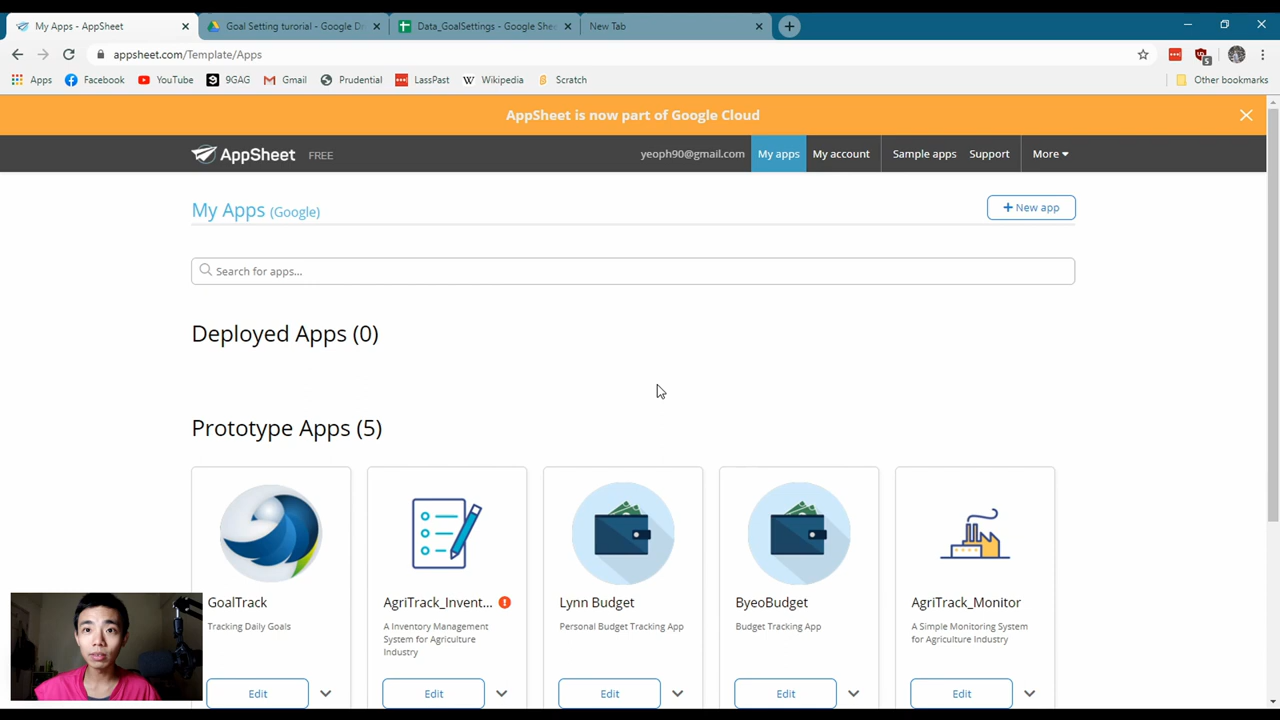 My Apps - AppSheet
Goal Setting turorial - Google Dr
Data_GoalSettings - Google Shee
New Tab
appsheet.com/Template/Apps
Apps
Facebook
YouTube
9GAG
Gmail
Prudential
LassPast
Wikipedia
Scratch
Other bookmarks
AppSheet is now part of Google Cloud
AppSheet FREE
yeoph90@gmail.com
My apps
My account
Sample apps
Support
More
My Apps (Google)
+ New app
Search for apps...
Deployed Apps (0)
Prototype Apps (5)
GoalTrack
Tracking Daily Goals
Edit
AgriTrack_Invent...
A Inventory Management
System for Agriculture
Industry
Edit
Lynn Budget
Personal Budget Tracking App
Edit
ByeoBudget
Budget Tracking App
Edit
AgriTrack_Monitor
A Simple Monitoring System
for Agriculture Industry
Edit